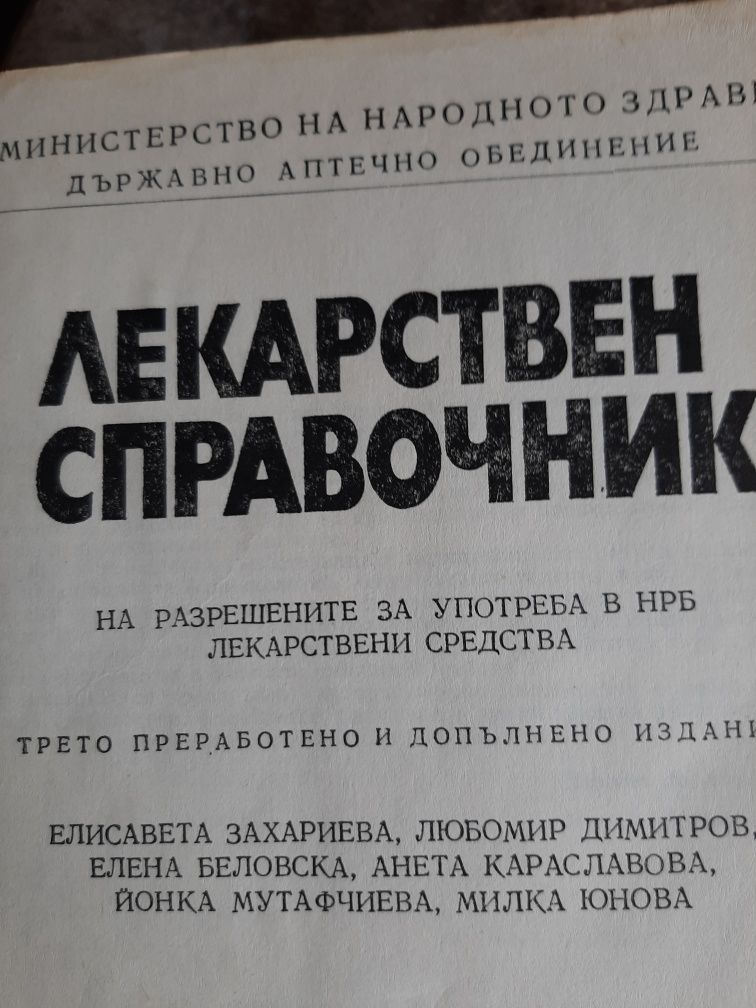 МИНИСТЕРСТВО НА НАРОДНОТО ЗДРАВ
ДЪРЖАВНО АПТЕЧНО ОБЕДИНЕНИЕ
ЛЕКАРСТВЕН
СПРАВОЧНИК
НА РАЗРЕШЕНИТЕ ЗА УПОТРЕБА В НРБ
ЛЕКАРСТВЕНИ СРЕДСТВА
ТРЕТО ПРЕРАБОТЕНО И ДОПЪЛНЕНО ИЗДАНИ
ЕЛИСАВЕТА ЗАХАРИЕВА, ЛЮБОМИР ДИМИТРОВ,
ЕЛЕНА БЕЛОВСКА, АНЕТА КАРАСЛАВОВА,
ЙОНКА МУТАФЧИЕВА, МИЛКА ЮНОВА